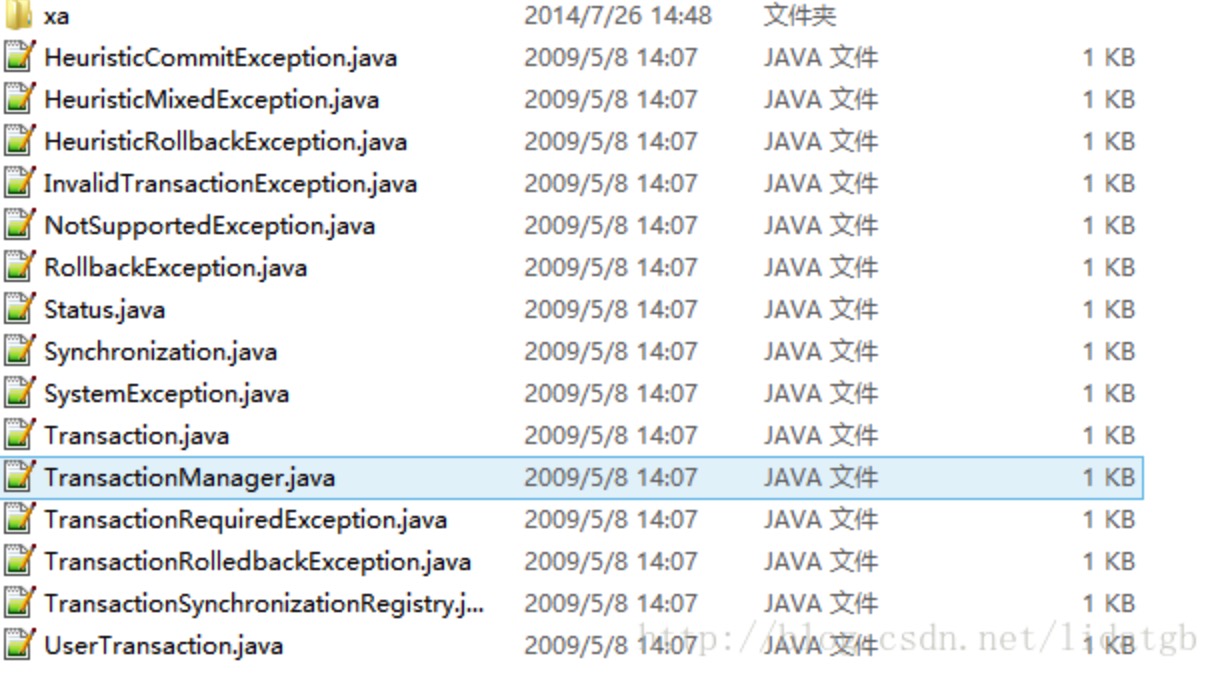 xa 2014/7/26 14:48 文件夹
HeuristicCommitException.java 2009/5/8 14:07 JAVA 文件 1 KB
HeuristicMixedException.java 2009/5/8 14:07 JAVA 文件 1 KB
HeuristicRollbackException.java 2009/5/8 14:07 JAVA 文件 1 KB
InvalidTransactionException.java 2009/5/8 14:07 JAVA 文件 1 KB
NotSupportedException.java 2009/5/8 14:07 JAVA 文件 1 KB
RollbackException.java 2009/5/8 14:07 JAVA 文件 1 KB
Status.java 2009/5/8 14:07 JAVA 文件 1 KB
Synchronization.java 2009/5/8 14:07 JAVA 文件 1 KB
SystemException.java 2009/5/8 14:07 JAVA 文件 1 KB
Transaction.java 2009/5/8 14:07 JAVA 文件 1 KB
TransactionManager.java 2009/5/8 14:07 JAVA 文件 1 KB
TransactionRequiredException.java 2009/5/8 14:07 JAVA 文件 1 KB
TransactionRolledbackException.java 2009/5/8 14:07 JAVA 文件 1 KB
TransactionSynchronizationRegistry.j... 2009/5/8 14:07 JAVA 文件 1 KB
UserTransaction.java 2009/5/8 14:07 JAVA 文件 1 KB
http://blog.csdn.net/lidatgb